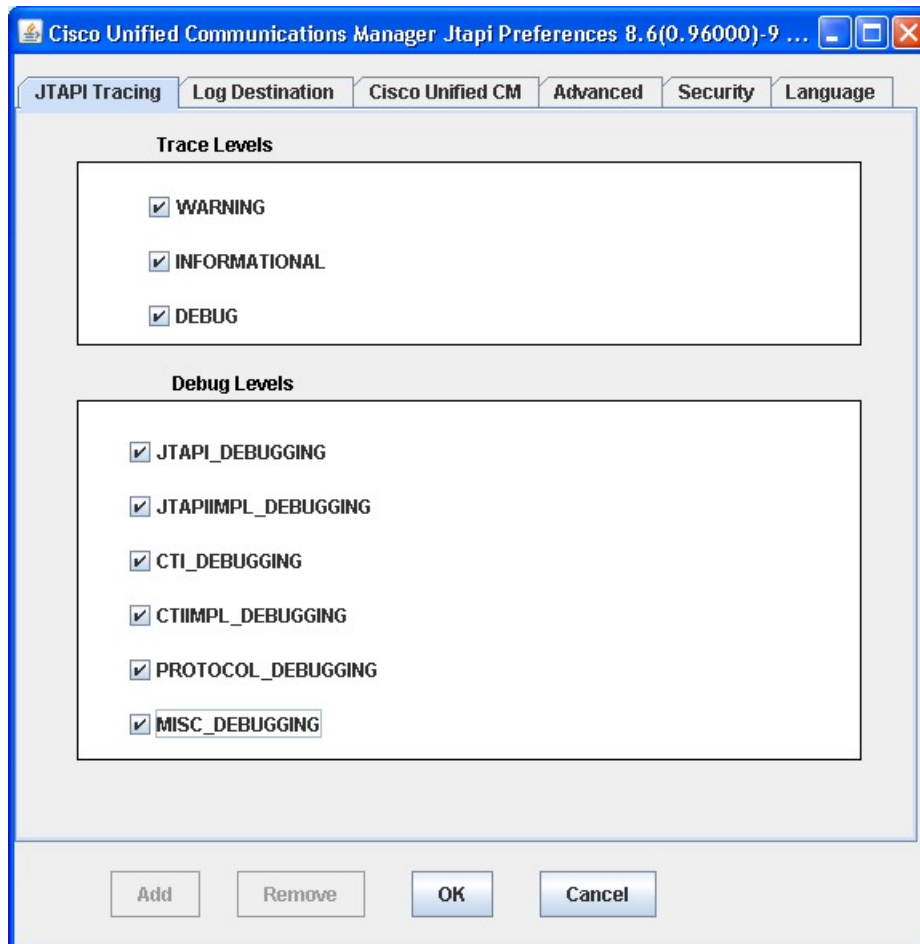 Cisco Unified Communications Manager Jtapi Preferences 8.6(0.96000)-9 ...
JTAPI Tracing Log Destination Cisco Unified CM Advanced Security Language
Trace Levels
WARNING
INFORMATIONAL
DEBUG
Debug Levels
JTAPI_DEBUGGING
JTAPIIMPL_DEBUGGING
CTI_DEBUGGING
CTIIMPL_DEBUGGING
PROTOCOL_DEBUGGING
MISC_DEBUGGING
Add Remove OK Cancel